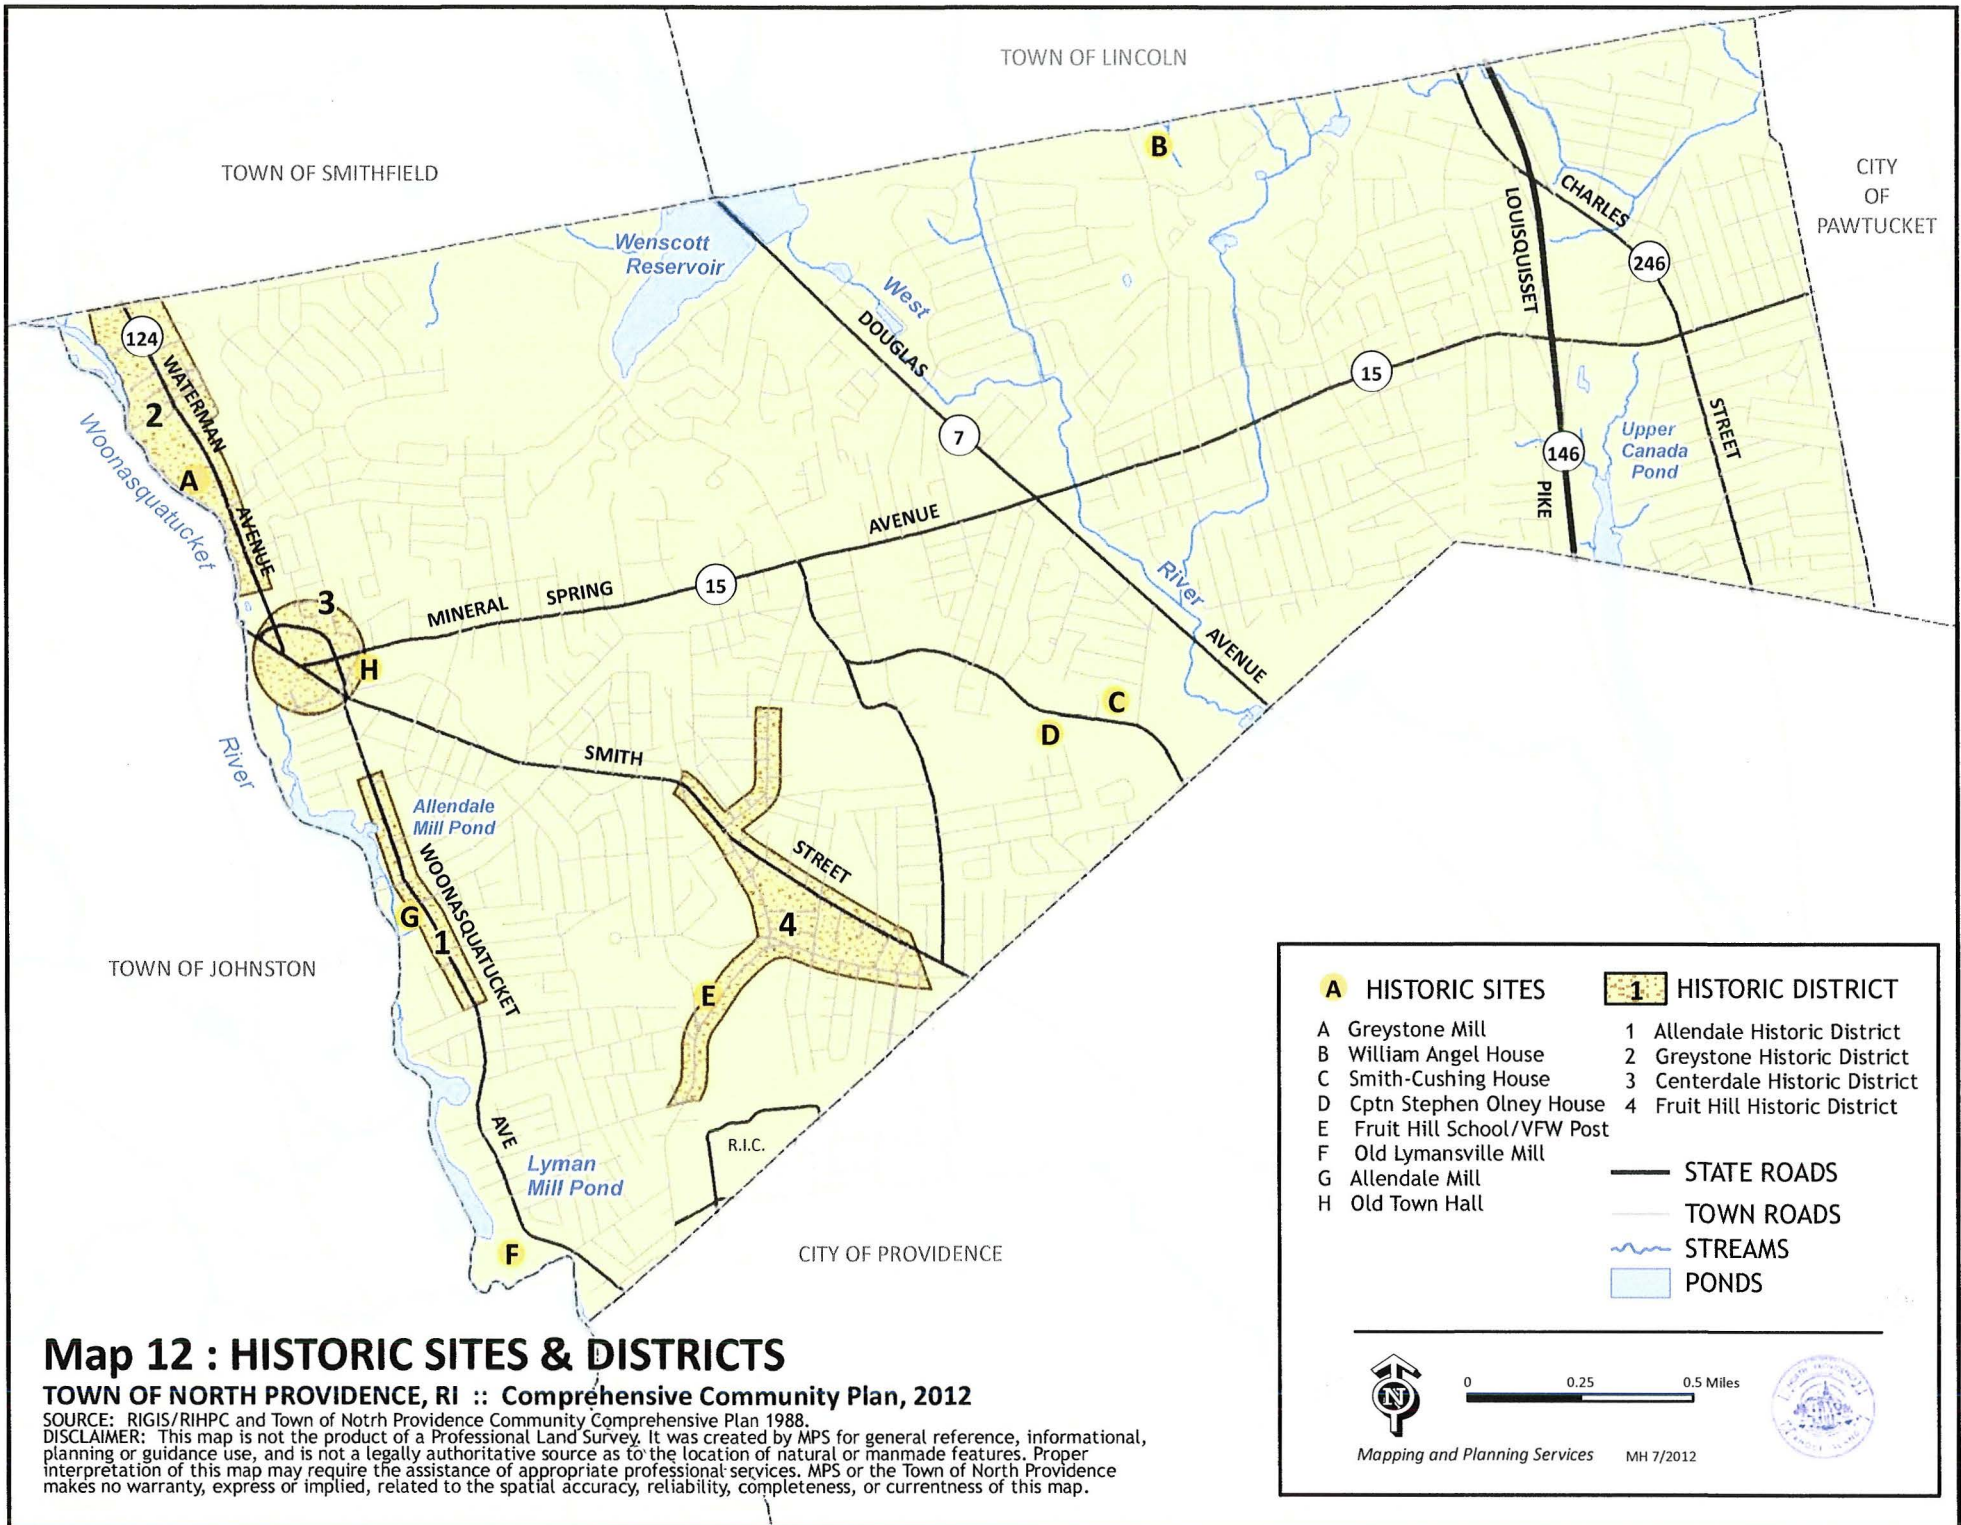 TOWN OF LINCOLN
TOWN OF SMITHFIELD
CITY
OF
PAWTUCKET
B
CHARLES
LOUISQUISSET
246
Wenscott
Reservoir
West
DOUGLAS
124
WATERMAN
2
A
Woonasquatucket
AVENUE
15
7
146
PIKE
Upper
Canada
Pond
STREET
AVENUE
MINERAL SPRING
15
River
AVENUE
3
H
C
D
River
SMITH
Allendale
Mill Pond
WOONASQUATUCKET
STREET
G
1
4
E
TOWN OF JOHNSTON
AVE
R.I.C.
Lyman
Mill Pond
F
CITY OF PROVIDENCE
A HISTORIC SITES
A Greystone Mill
B William Angel House
C Smith-Cushing House
D Cptn Stephen Olney House
E Fruit Hill School/VFW Post
F Old Lymansville Mill
G Allendale Mill
H Old Town Hall
1 HISTORIC DISTRICT
1 Allendale Historic District
2 Greystone Historic District
3 Centerdale Historic District
4 Fruit Hill Historic District
STATE ROADS
TOWN ROADS
STREAMS
PONDS
N
0 0.25 0.5 Miles
Mapping and Planning Services MH 7/2012
Map 12 : HISTORIC SITES & DISTRICTS
TOWN OF NORTH PROVIDENCE, RI :: Comprehensive Community Plan, 2012
SOURCE: RIGIS/RIHPC and Town of Notrh Providence Community Comprehensive Plan 1988.
DISCLAIMER: This map is not the product of a Professional Land Survey. It was created by MPS for general reference, informational,
planning or guidance use, and is not a legally authoritative source as to the location of natural or manmade features. Proper
interpretation of this map may require the assistance of appropriate professional services. MPS or the Town of North Providence
makes no warranty, express or implied, related to the spatial accuracy, reliability, completeness, or currentness of this map.